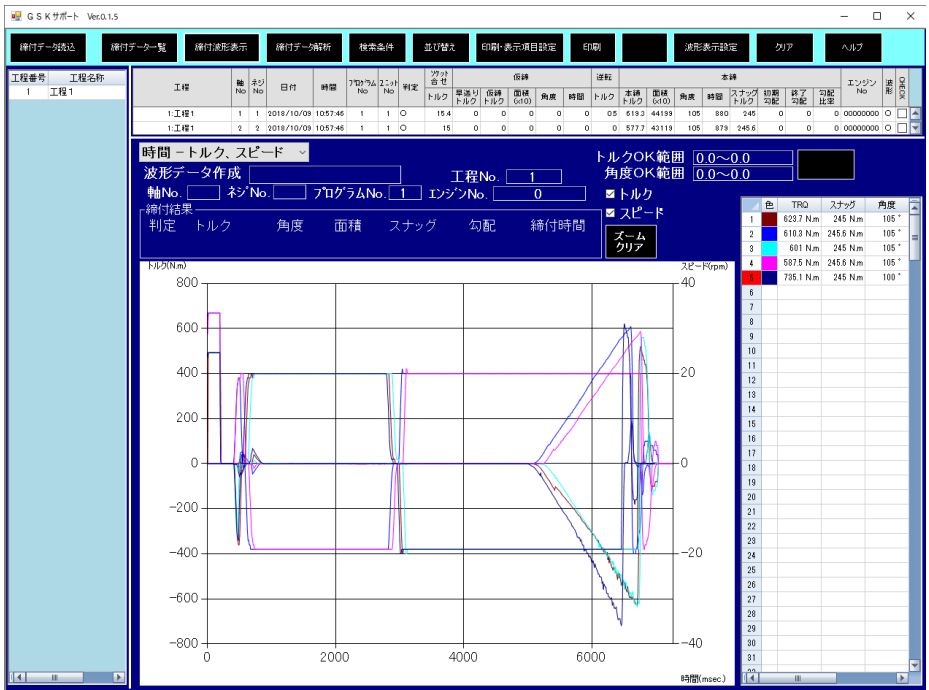 GSKサポート Ver.0.1.5
締付データ読込 締付データ一覧 締付波形表示 締付データ解析 検索条件 並び替え 印刷・表示項目設定 印刷 波形表示設定 クリア ヘルプ
工程番号 工程名称
1 工程1
工程 軸No ネジNo 日付 時間 プログラムNo ユニットNo 判定 ソケット合せ 仮締 逆転 本締 エンジンNo 波形 CHECK
トルク 早送りトルク 仮締トルク 面積(x10) 角度 時間 トルク 本締トルク 面積(x10) 角度 時間 スナッグトルク 初期勾配 終了勾配 勾配比率
1:工程1 1 1 2018/10/09 10:57:46 1 1 ○ 15.4 0 0 0 0 0 0.5 619.3 44199 105 880 245 0 0 0 00000000 ○
1:工程1 2 2 2018/10/09 10:57:46 1 1 ○ 15 0 0 0 0 0 0 577.7 43119 105 879 245.6 0 0 0 00000000 ○
時間 －トルク、スピード
波形データ作成 工程No. 1
軸No. ネジNo. プログラムNo. 1 エンジンNo. 0
トルクOK範囲 0.0～0.0
角度OK範囲 0.0～0.0
トルク
スピード
ズームクリア
締付結果
判定 トルク 角度 面積 スナッグ 勾配 締付時間
色 TRQ スナッグ 角度
1 623.7 N.m 245 N.m 105 °
2 610.3 N.m 245.6 N.m 105 °
3 601 N.m 245 N.m 105 °
4 587.5 N.m 245.6 N.m 105 °
5 735.1 N.m 245 N.m 100 °
6
7
8
9
10
11
12
13
14
15
16
17
18
19
20
21
22
23
24
25
26
27
28
29
30
31
トルク(N.m) スピード(rpm)
800 40
600
400 20
200
0 0
-200
-400 -20
-600
-800 -40
0 2000 4000 6000
時間(msec.)